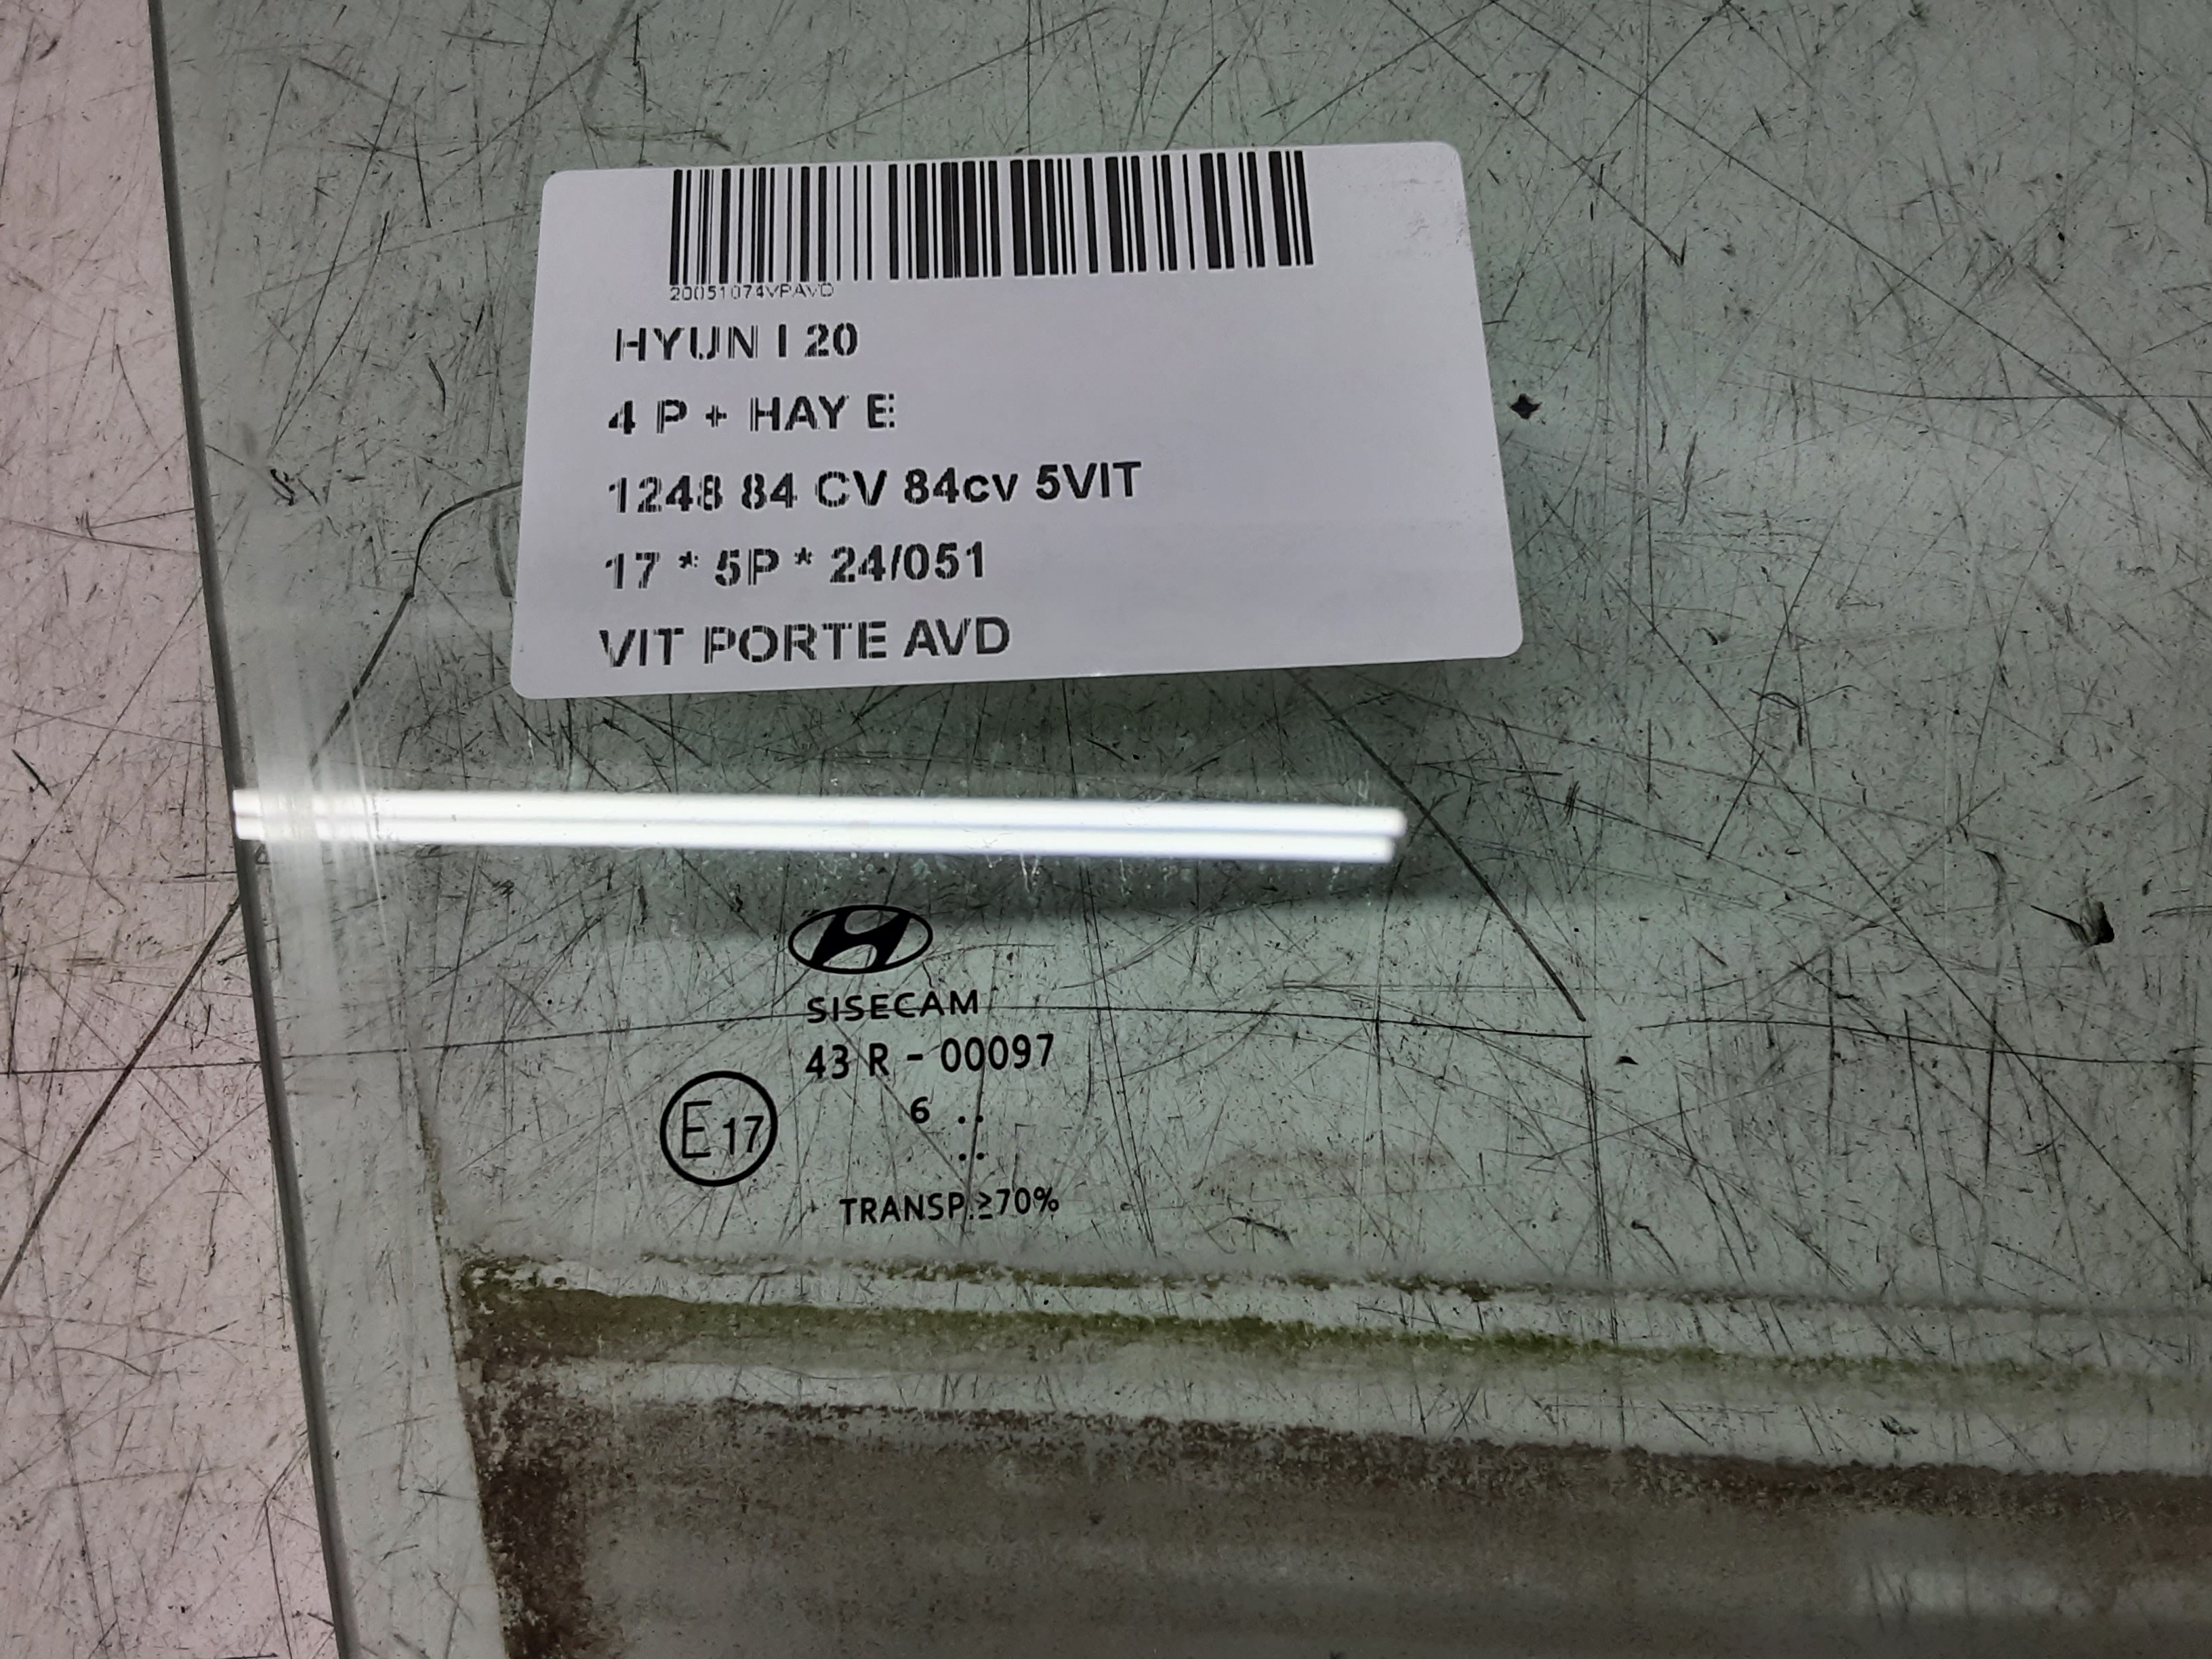 20051074VPAVD
HYUN I 20
4 P + HAY E
1248 84 CV 84cv 5VIT
17 * 5P * 24/051
VIT PORTE AVD
SISECAM
43 R - 00097
E 17
6 ..
..
TRANSP.≥70%